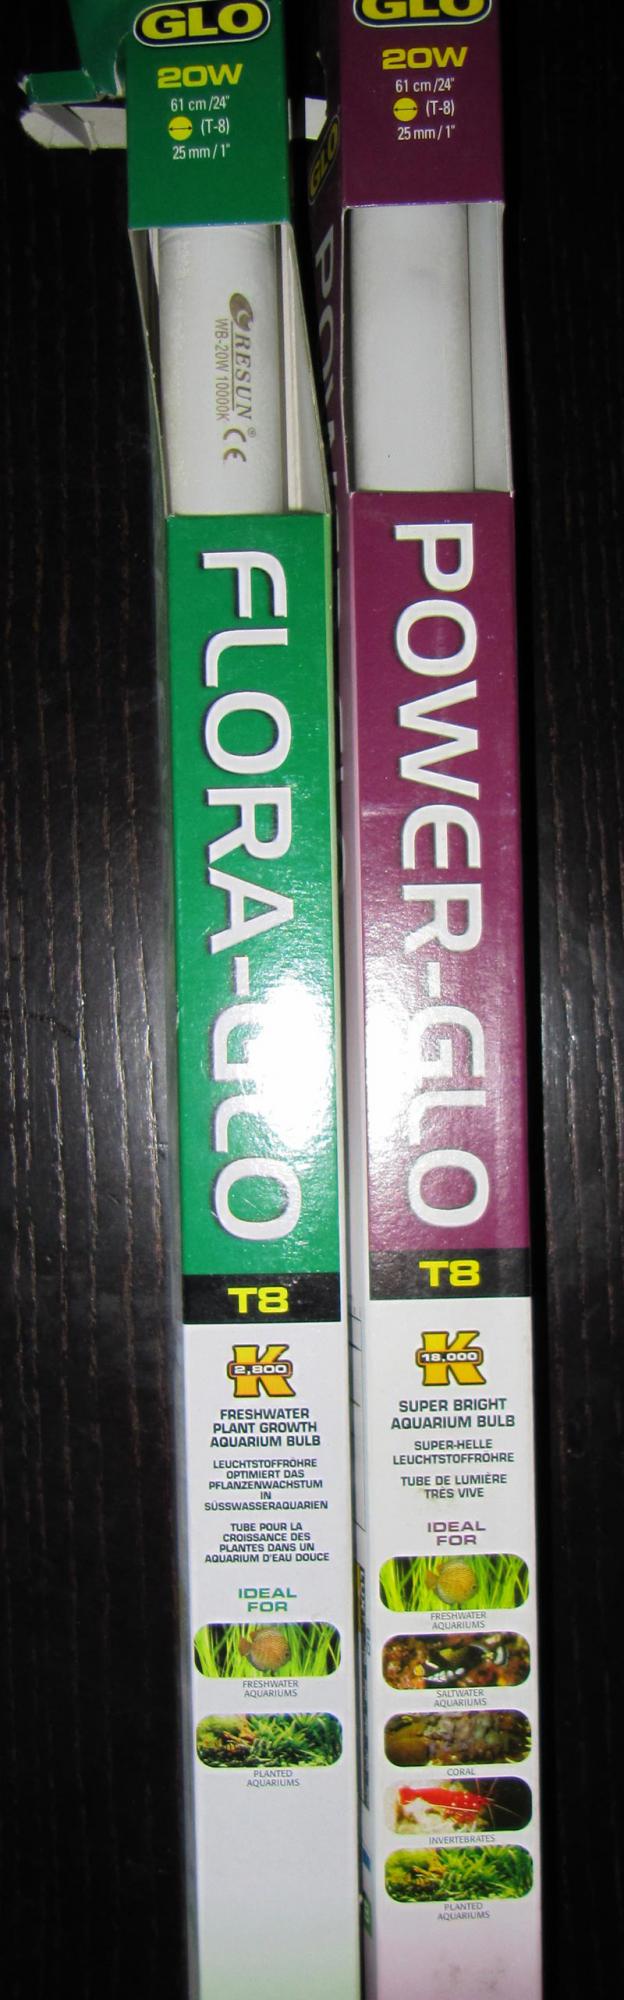 GLO
20W
61 cm /24"
(T-8)
25 mm / 1"
RESUN®
WB-20W 10000K
CE
FLORA-GLO
T8
K
2,800
FRESHWATER
PLANT GROWTH
AQUARIUM BULB
LEUCHTSTOFFRÖHRE
OPTIMIERT DAS
PFLANZENWACHSTUM
IN
SÜSSWASSERAQUARIEN
TUBE POUR LA
CROISSANCE DES
PLANTES DANS UN
AQUARIUM D'EAU DOUCE
IDEAL
FOR
FRESHWATER
AQUARIUMS
PLANTED
AQUARIUMS
GLO
20W
61 cm /24"
(T-8)
25 mm / 1"
GLO
POWER-GLO
T8
K
18,000
SUPER BRIGHT
AQUARIUM BULB
SUPER-HELLE
LEUCHTSTOFFRÖHRE
TUBE DE LUMIÈRE
TRÈS VIVE
IDEAL
FOR
FRESHWATER
AQUARIUMS
SALTWATER
AQUARIUMS
CORAL
INVERTEBRATES
PLANTED
AQUARIUMS